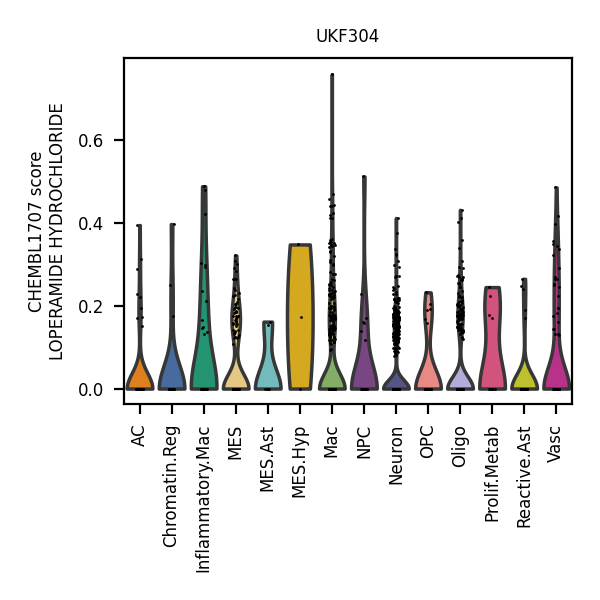 UKF304
CHEMBL1707 score
LOPERAMIDE HYDROCHLORIDE
0.6
0.4
0.2
0.0
AC
Chromatin.Reg
Inflammatory.Mac
MES
MES.Ast
MES.Hyp
Mac
NPC
Neuron
OPC
Oligo
Prolif.Metab
Reactive.Ast
Vasc